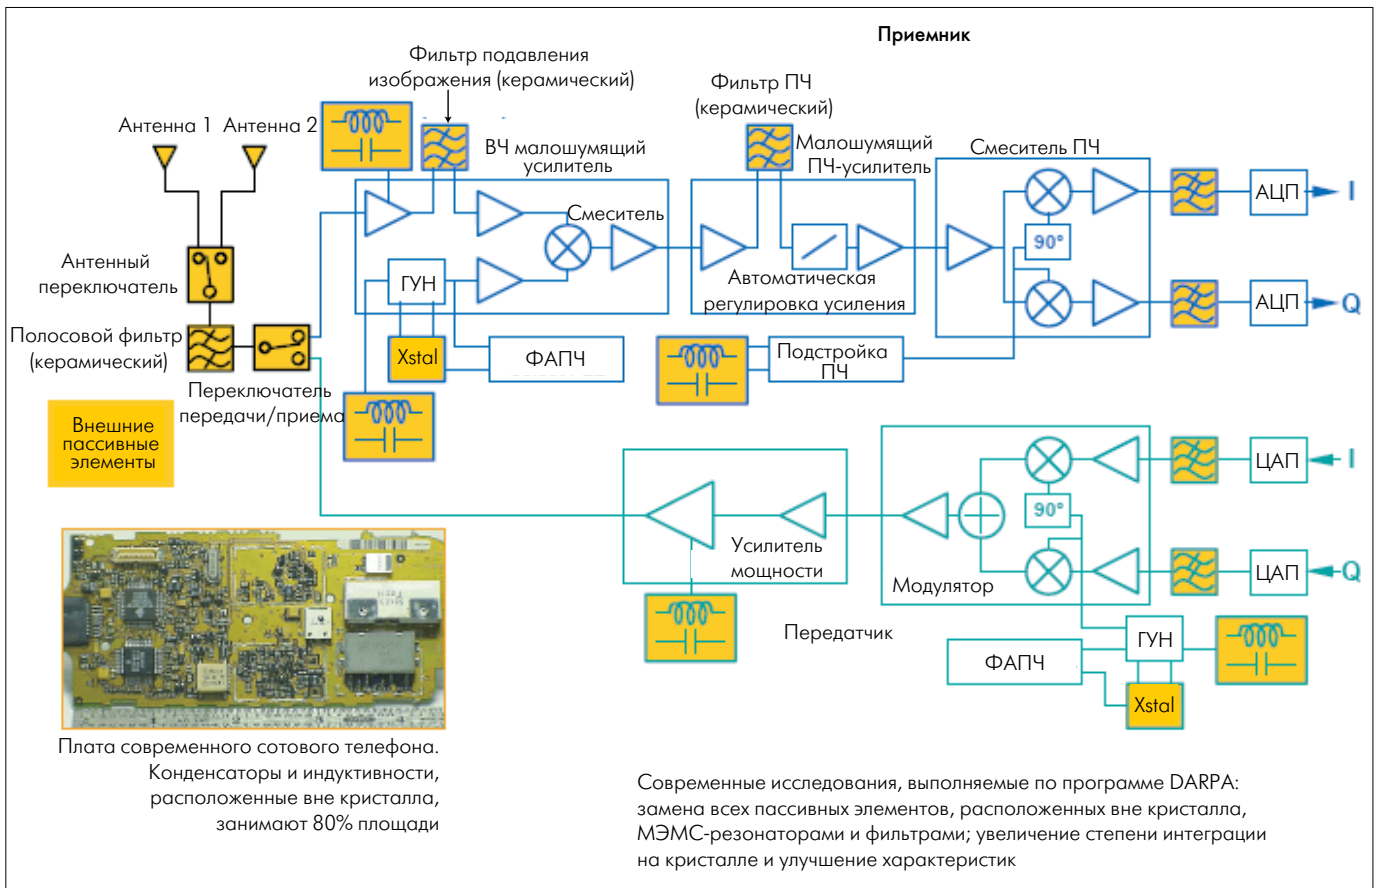 Приемник
Фильтр подавления
изображения (керамический)
Фильтр ПЧ
(керамический)
Антенна 1
Антенна 2
ВЧ малошумящий
усилитель
Малошумящий
ПЧ-усилитель
Смеситель ПЧ
Смеситель
АЦП
I
90°
Антенный
переключатель
ГУН
Автоматическая
регулировка усиления
АЦП
Q
Полосовой фильтр
(керамический)
Xstal
ФАПЧ
Подстройка
ПЧ
Переключатель
передачи/приема
Внешние
пассивные
элементы
ЦАП
I
90°
Усилитель
мощности
Модулятор
ЦАП
Q
Передатчик
ГУН
ФАПЧ
Xstal
Плата современного сотового телефона.
Конденсаторы и индуктивности,
расположенные вне кристалла,
занимают 80% площади
Современные исследования, выполняемые по программе DARPA:
замена всех пассивных элементов, расположенных вне кристалла,
МЭМС-резонаторами и фильтрами; увеличение степени интеграции
на кристалле и улучшение характеристик